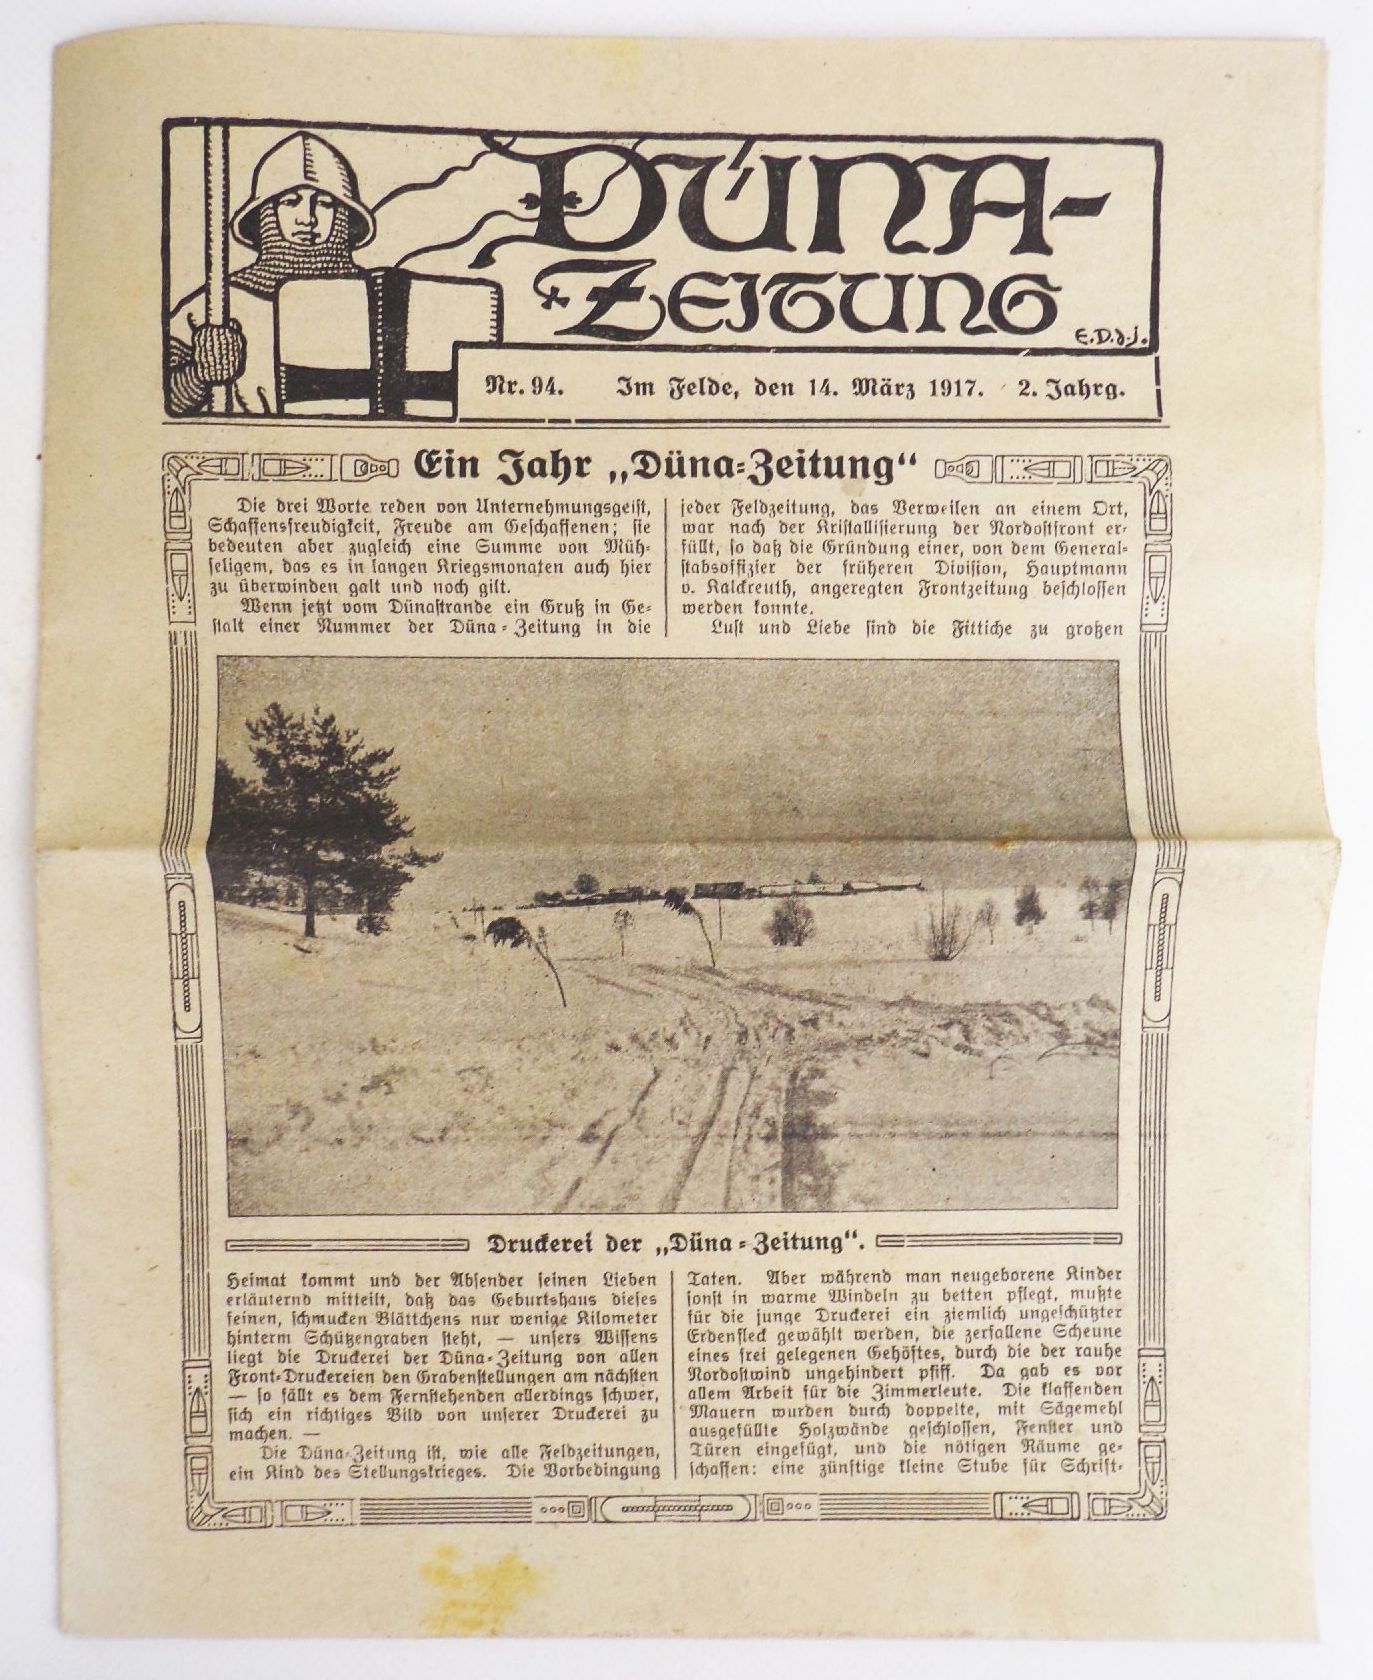 DÜNA-
ZEITUNG
E.D.d.J.
Nr. 94. Im Felde, den 14. März 1917. 2. Jahrg.
Ein Jahr „Düna=Zeitung“
Die drei Worte reden von Unternehmungsgeist,
Schaffensfreudigkeit, Freude am Geschaffenen; sie
bedeuten aber zugleich eine Summe von Müh-
seligem, das es in langen Kriegsmonaten auch hier
zu überwinden galt und noch gilt.
Wenn jetzt vom Dünastrande ein Gruß in Ge-
stalt einer Nummer der Düna-Zeitung in die
jeder Feldzeitung, das Verweilen an einem Ort,
war nach der Kristallisierung der Nordostfront er-
füllt, so daß die Gründung einer, von dem General-
stabsoffizier der früheren Division, Hauptmann
v. Kalckreuth, angeregten Frontzeitung beschlossen
werden konnte.
Lust und Liebe sind die Fittiche zu großen
Druckerei der „Düna=Zeitung“.
Heimat kommt und der Absender seinen Lieben
erläuternd mitteilt, daß das Geburtshaus dieses
feinen, schmucken Blättchens nur wenige Kilometer
hinterm Schützengraben steht, — unsers Wissens
liegt die Druckerei der Düna-Zeitung von allen
Front-Druckereien den Grabenstellungen am nächsten
— so fällt es dem Fernstehenden allerdings schwer,
sich ein richtiges Bild von unserer Druckerei zu
machen. —
Die Düna-Zeitung ist, wie alle Feldzeitungen,
ein Kind des Stellungskrieges. Die Vorbedingung
Taten. Aber während man neugeborene Kinder
sonst in warme Windeln zu betten pflegt, mußte
für die junge Druckerei ein ziemlich ungeschützter
Erdenfleck gewählt werden, die zerfallene Scheune
eines frei gelegenen Gehöftes, durch die der rauhe
Nordostwind ungehindert pfiff. Da gab es vor
allem Arbeit für die Zimmerleute. Die klaffenden
Mauern wurden durch doppelte, mit Sägemehl
ausgefüllte Holzwände geschlossen, Fenster und
Türen eingefügt, und die nötigen Räume ge-
schaffen: eine zünftige kleine Stube für Schrift-